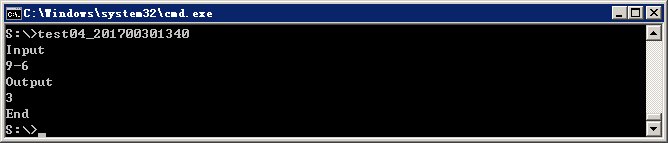 C:\Windows\system32\cmd.exe
S:\>test04_201700301340
Input
9-6
Output
3
End
S:\>_